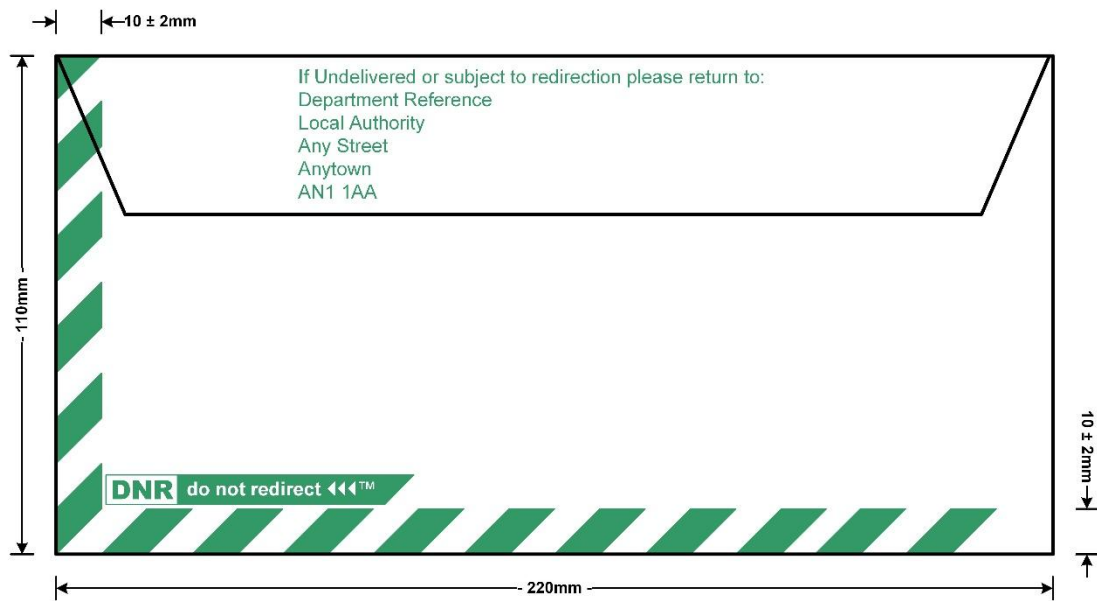 10 ± 2mm
If Undelivered or subject to redirection please return to:
Department Reference
Local Authority
Any Street
Anytown
AN1 1AA
- 110mm -
10 ± 2mm
DNR do not redirect ™
- 220mm -